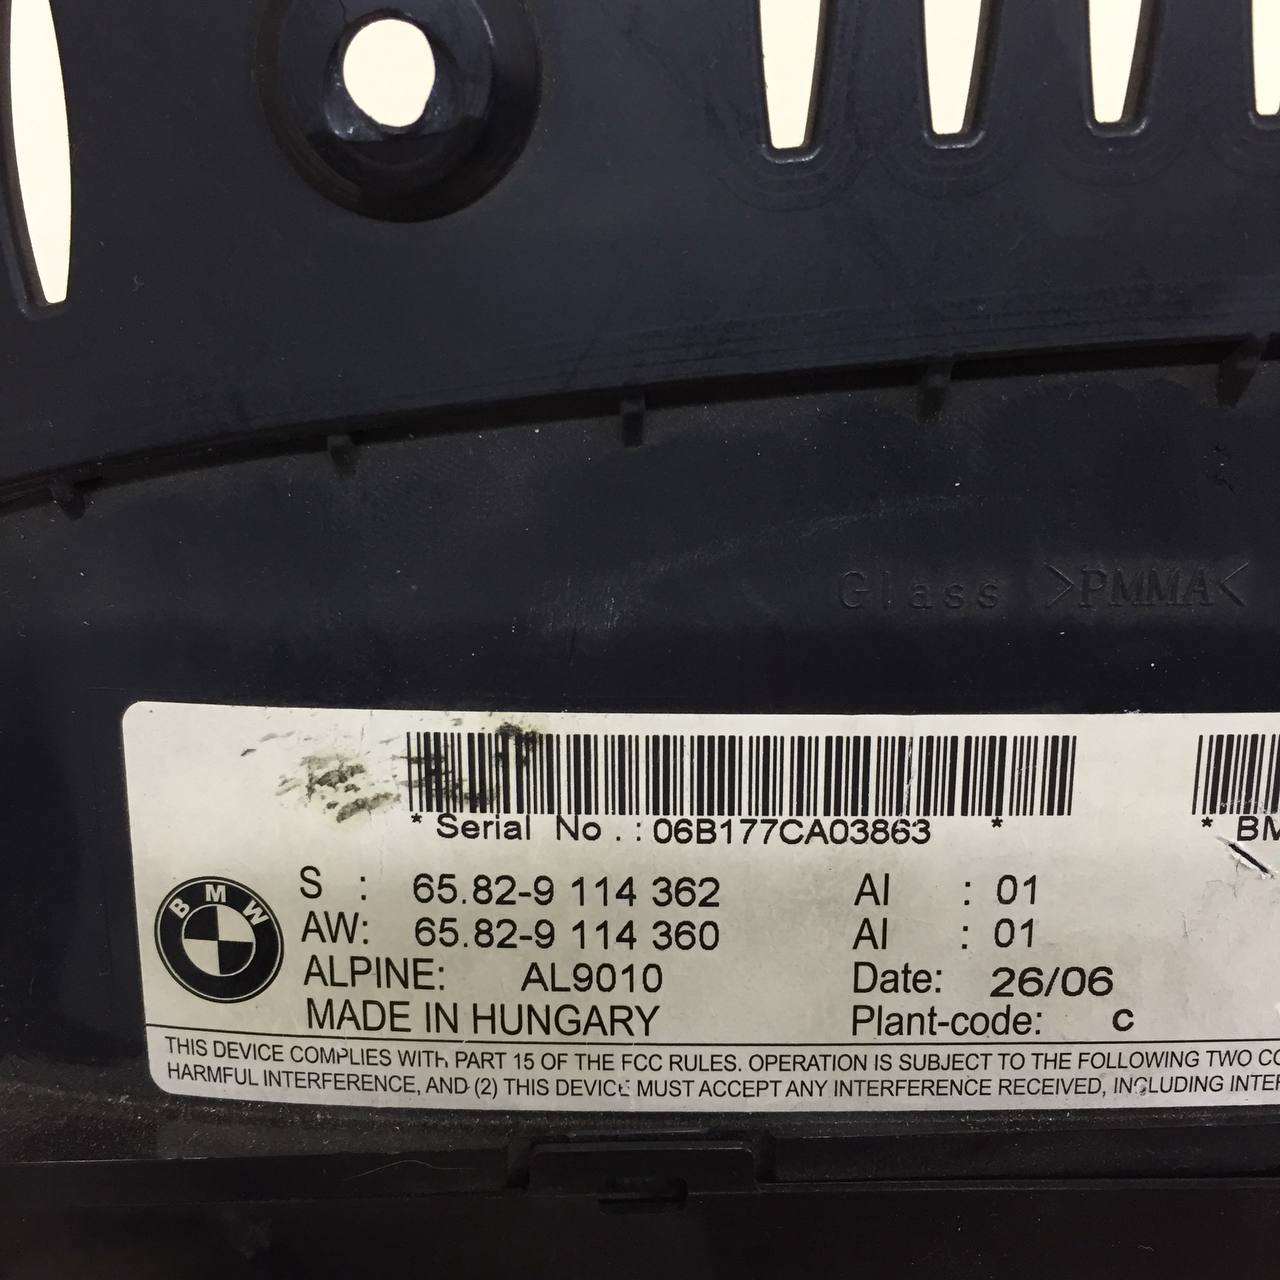 Glass >PMMA<
* Serial No . : 06B177CA03863 *
* BM
BMW
S : 65.82-9 114 362 AI : 01
AW: 65.82-9 114 360 AI : 01
ALPINE: AL9010 Date: 26/06
MADE IN HUNGARY Plant-code: C
THIS DEVICE COMPLIES WITH PART 15 OF THE FCC RULES. OPERATION IS SUBJECT TO THE FOLLOWING TWO CO
HARMFUL INTERFERENCE, AND (2) THIS DEVICE MUST ACCEPT ANY INTERFERENCE RECEIVED, INCLUDING INTER